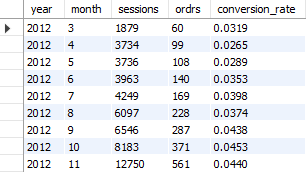 year month sessions ordrs conversion_rate
2012 3 1879 60 0.0319
2012 4 3734 99 0.0265
2012 5 3736 108 0.0289
2012 6 3963 140 0.0353
2012 7 4249 169 0.0398
2012 8 6097 228 0.0374
2012 9 6546 287 0.0438
2012 10 8183 371 0.0453
2012 11 12750 561 0.0440